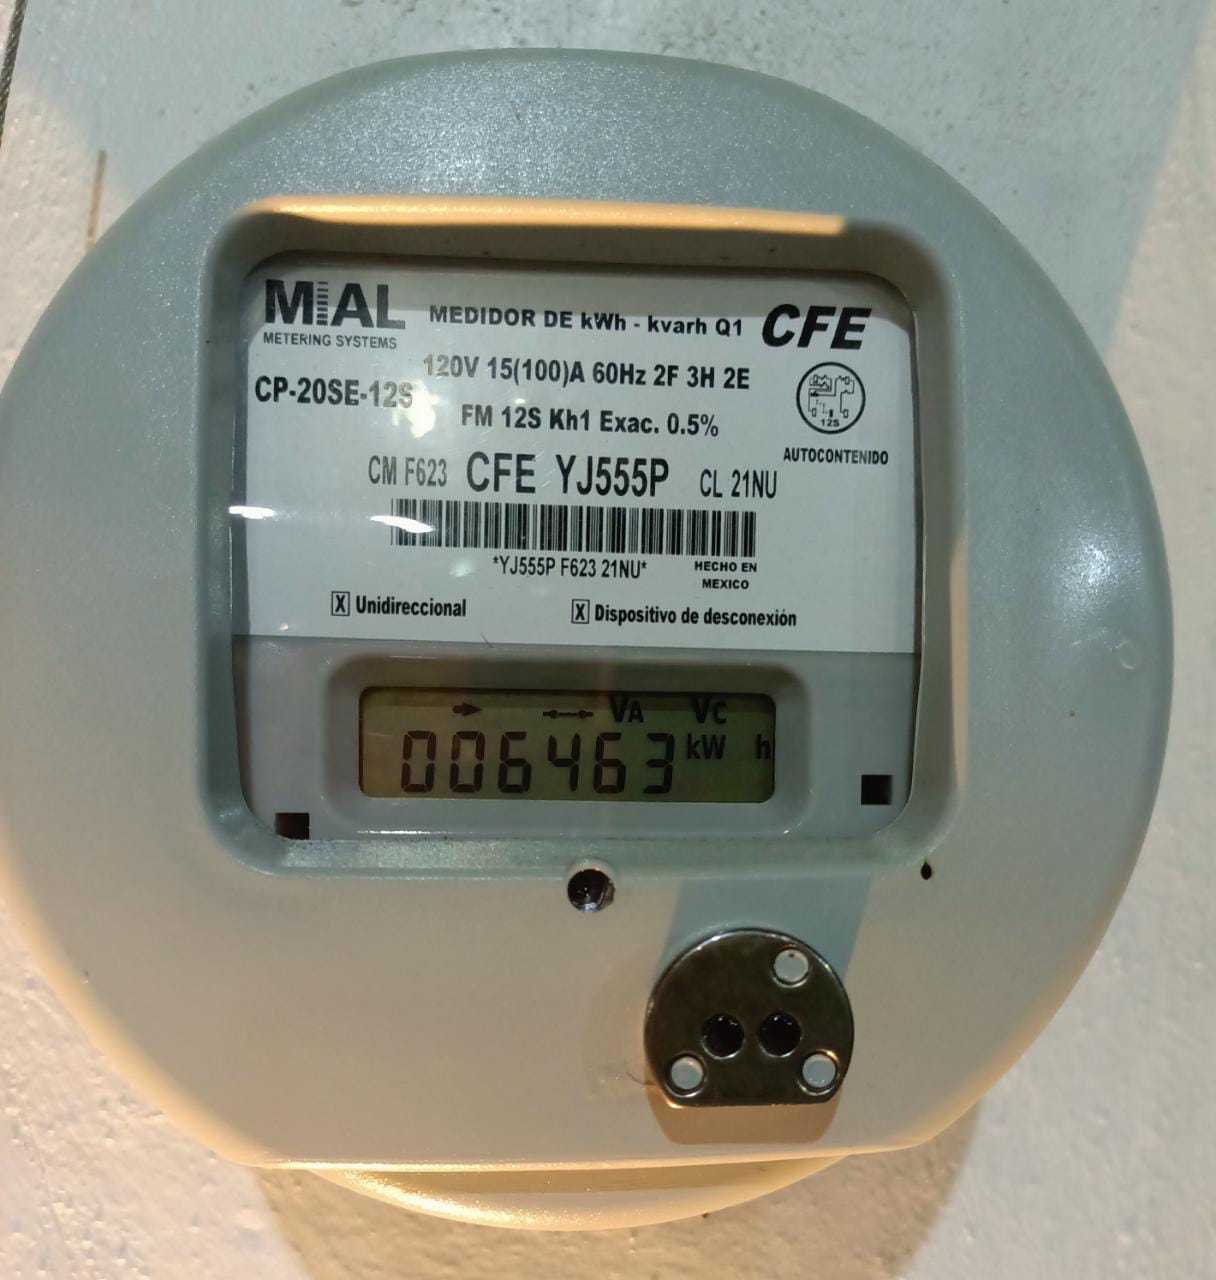 MIAL
METERING SYSTEMS
MEDIDOR DE kWh - kvarh Q1
CFE
120V 15(100)A 60Hz 2F 3H 2E
CP-20SE-12S
FM 12S Kh1 Exac. 0.5%
12S
AUTOCONTENIDO
CM F623 CFE YJ555P CL 21NU
*YJ555P F623 21NU*
HECHO EN
MEXICO
X Unidireccional
X Dispositivo de desconexión
VA VC
006463 kW h